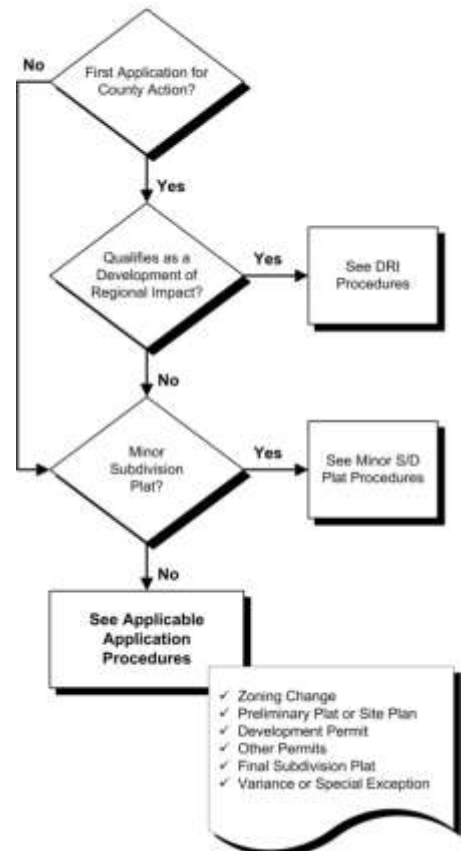 No
First Application for
County Action?
Yes
Qualifies as a
Development of
Regional Impact?
Yes
See DRI
Procedures
No
Minor
Subdivision
Plat?
Yes
See Minor S/D
Plat Procedures
No
See Applicable
Application
Procedures
✓ Zoning Change
✓ Preliminary Plat or Site Plan
✓ Development Permit
✓ Other Permits
✓ Final Subdivision Plat
✓ Variance or Special Exception